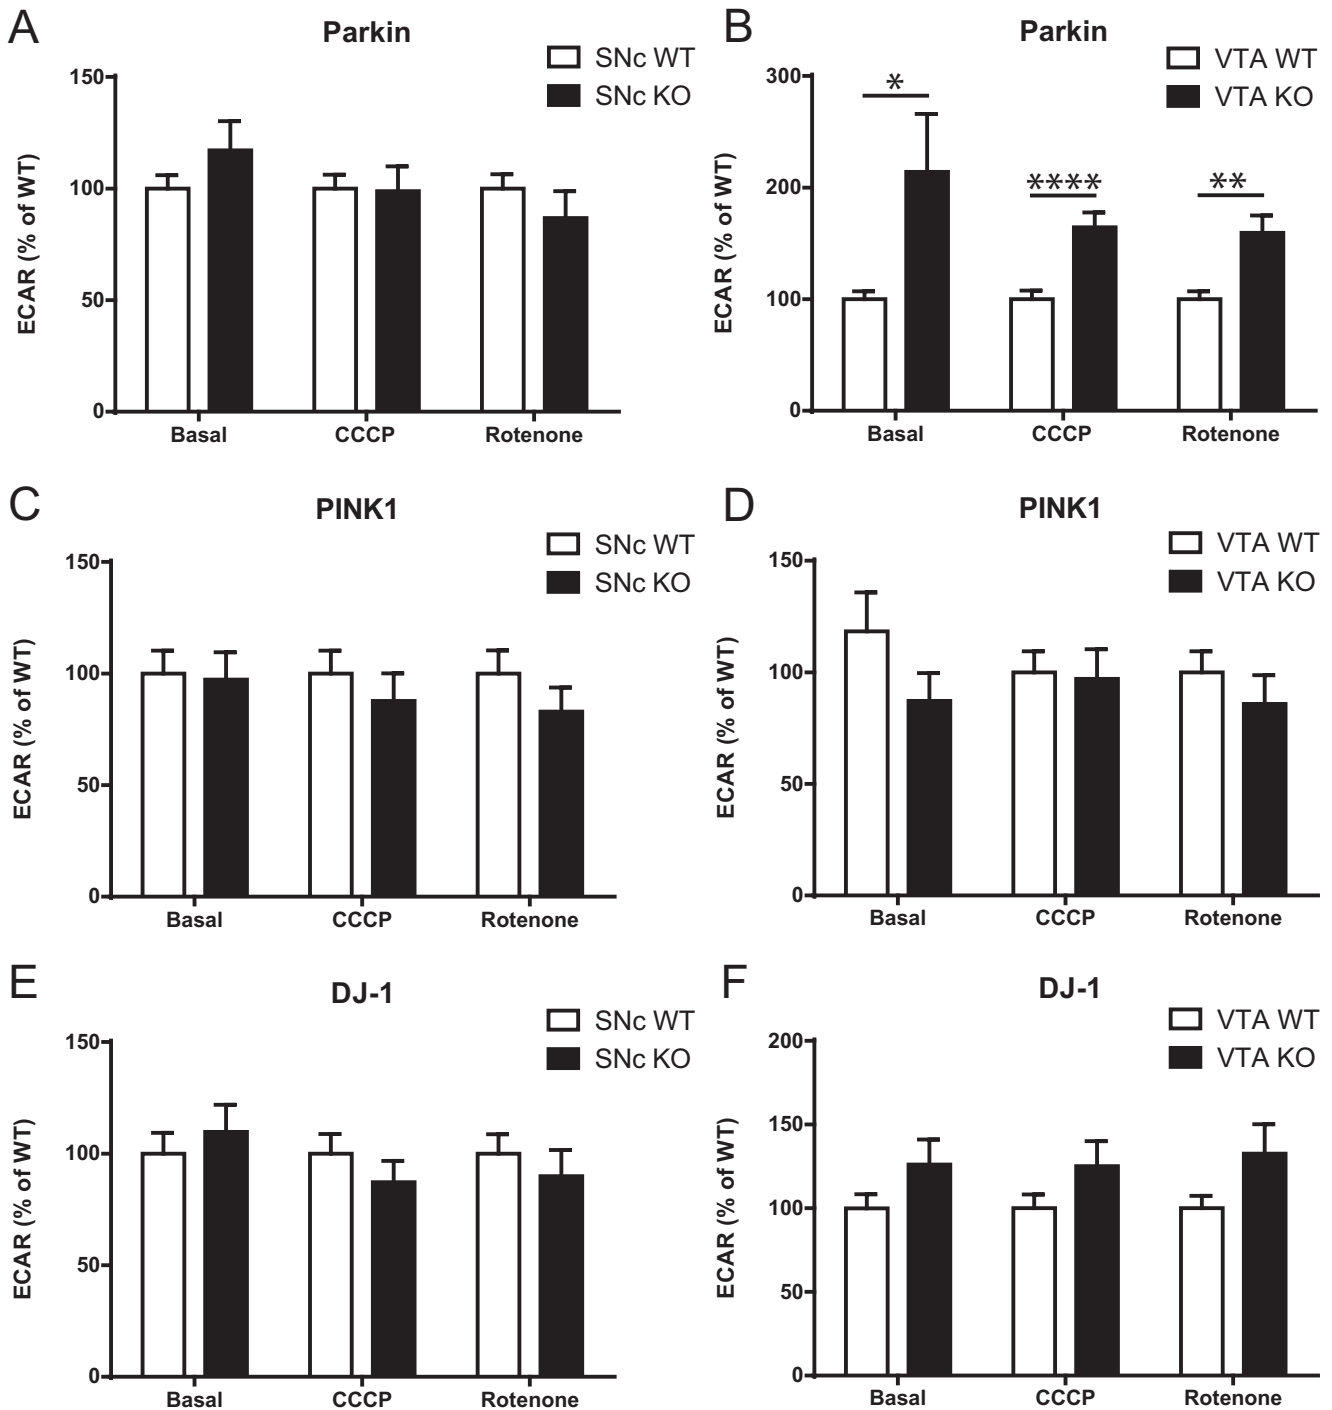 A
Parkin
SNc WT
SNc KO
ECAR (% of WT)
150
100
50
0
Basal CCCP Rotenone
B
Parkin
VTA WT
VTA KO
ECAR (% of WT)
300
200
100
0
* **** **
Basal CCCP Rotenone
C
PINK1
SNc WT
SNc KO
ECAR (% of WT)
150
100
50
0
Basal CCCP Rotenone
D
PINK1
VTA WT
VTA KO
ECAR (% of WT)
150
100
50
0
Basal CCCP Rotenone
E
DJ-1
SNc WT
SNc KO
ECAR (% of WT)
150
100
50
0
Basal CCCP Rotenone
F
DJ-1
VTA WT
VTA KO
ECAR (% of WT)
200
150
100
50
0
Basal CCCP Rotenone